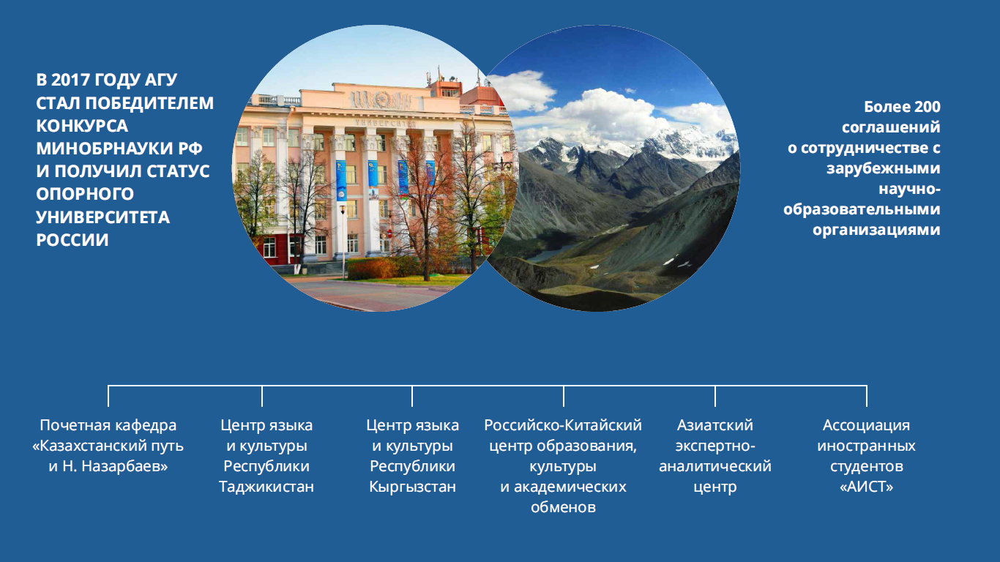 В 2017 ГОДУ АГУ
СТАЛ ПОБЕДИТЕЛЕМ
КОНКУРСА
МИНОБРНАУКИ РФ
И ПОЛУЧИЛ СТАТУС
ОПОРНОГО
УНИВЕРСИТЕТА
РОССИИ
УНИВЕРСИТЕТ
Более 200
соглашений
о сотрудничестве с
зарубежными
научно-
образовательными
организациями
Почетная кафедра
«Казахстанский путь
и Н. Назарбаев»
Центр языка
и культуры
Республики
Таджикистан
Центр языка
и культуры
Республики
Кыргызстан
Российско-Китайский
центр образования,
культуры
и академических
обменов
Азиатский
экспертно-
аналитический
центр
Ассоциация
иностранных
студентов
«АИСТ»